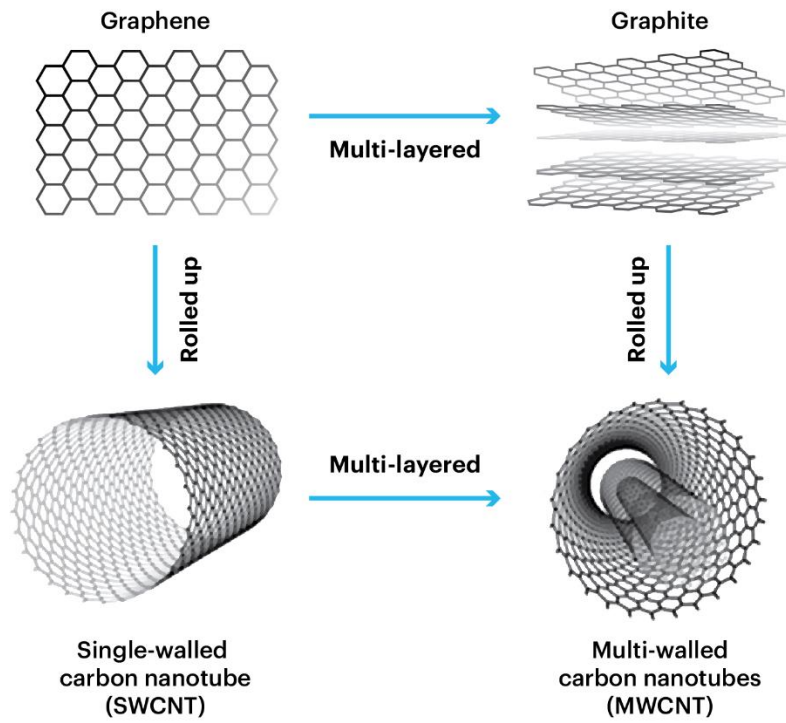 Graphene
Graphite
Multi-layered
Rolled up
Rolled up
Multi-layered
Single-walled
carbon nanotube
(SWCNT)
Multi-walled
carbon nanotubes
(MWCNT)